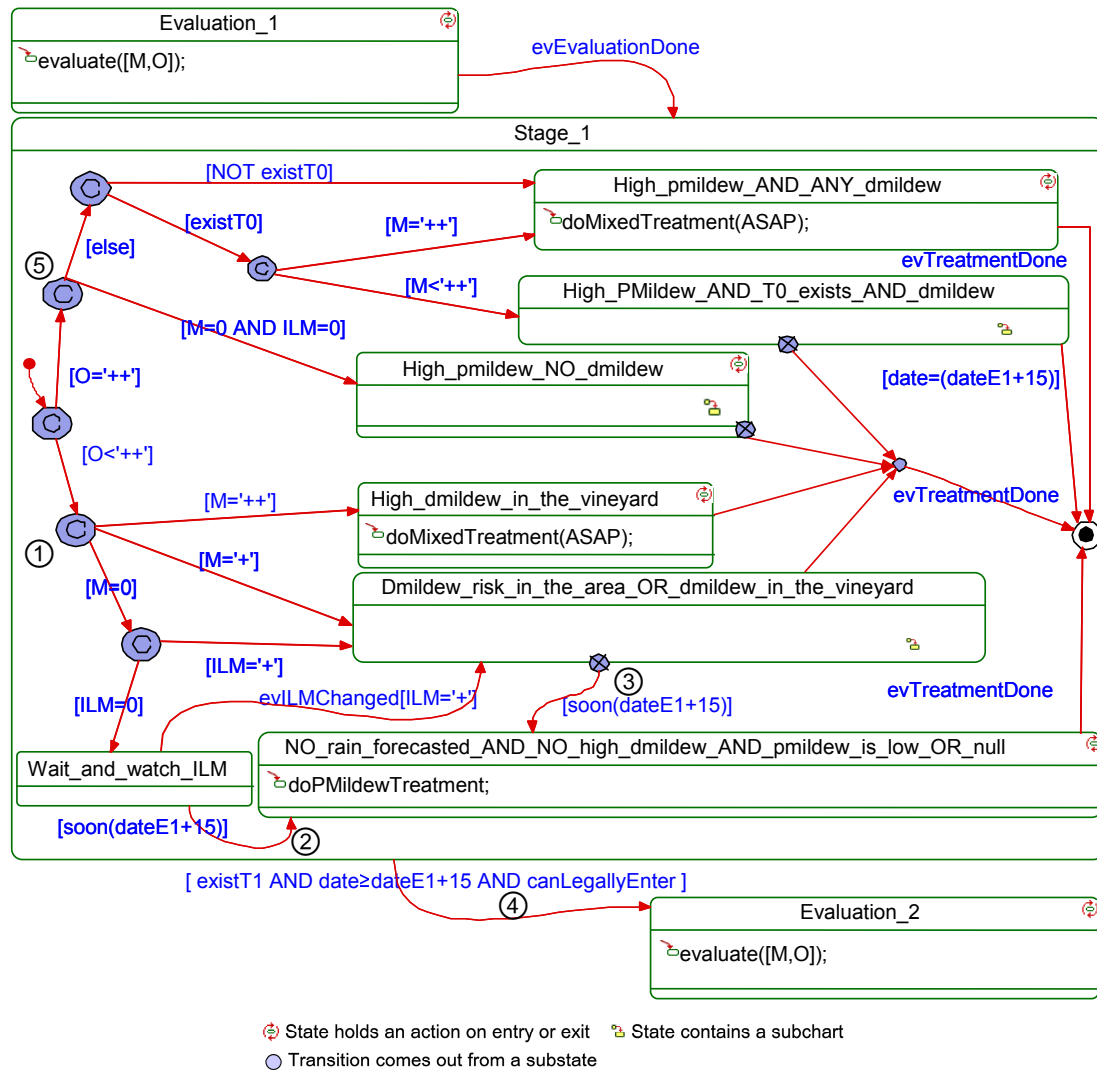 Evaluation_1
evaluate([M,O]);
evEvaluationDone
Stage_1
[NOT existT0]
High_pmildew_AND_ANY_dmildew
doMixedTreatment(ASAP);
[existT0]
[M='++']
[else]
5
evTreatmentDone
[M<'++']
High_PMildew_AND_T0_exists_AND_dmildew
[M=0 AND ILM=0]
High_pmildew_NO_dmildew
[O='++']
[date=(dateE1+15)]
[O<'++']
[M='++']
High_dmildew_in_the_vineyard
doMixedTreatment(ASAP);
evTreatmentDone
1
[M='+']
[M=0]
Dmildew_risk_in_the_area_OR_dmildew_in_the_vineyard
[ILM='+']
3
evTreatmentDone
[ILM=0]
evILMChanged[ILM='+']
[soon(dateE1+15)]
NO_rain_forecasted_AND_NO_high_dmildew_AND_pmildew_is_low_OR_null
Wait_and_watch_ILM
doPMildewTreatment;
[soon(dateE1+15)]
2
[ existT1 AND date≥dateE1+15 AND canLegallyEnter ]
4
Evaluation_2
evaluate([M,O]);
State holds an action on entry or exit
State contains a subchart
Transition comes out from a substate